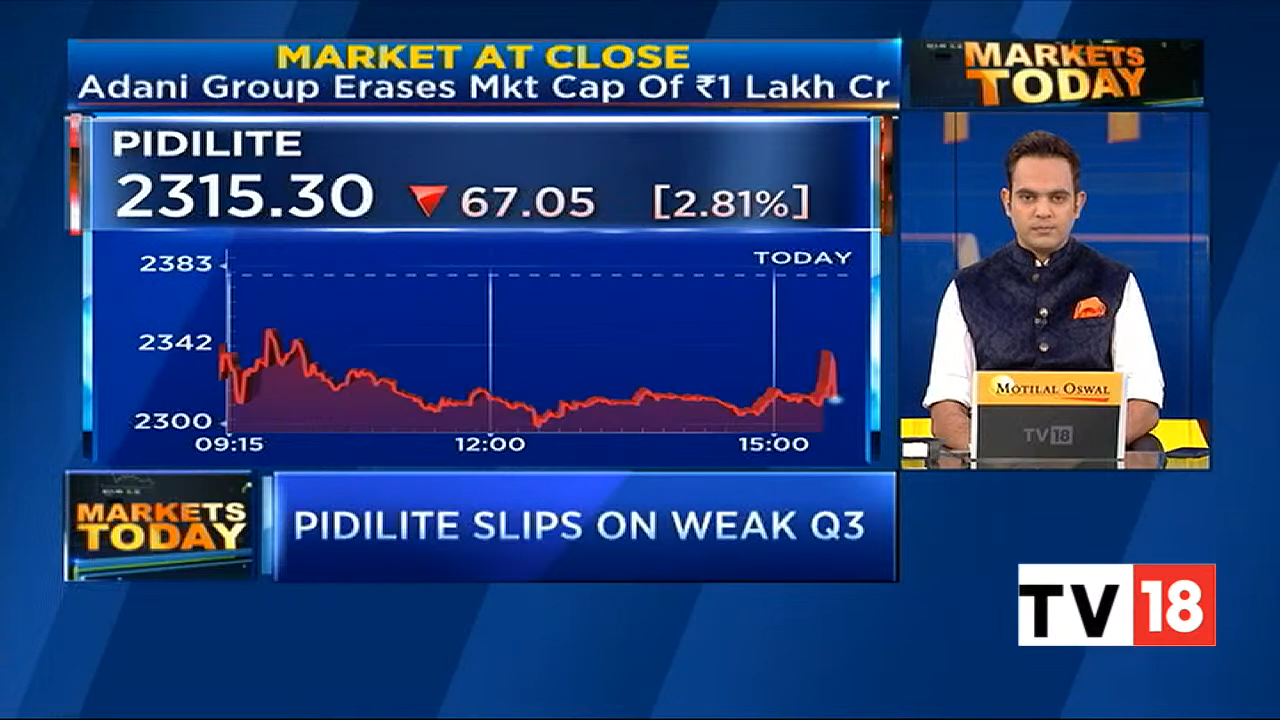 MARKET AT CLOSE
Adani Group Erases Mkt Cap Of ₹1 Lakh Cr
MARKETS
TODAY
PIDILITE
2315.30 ▼ 67.05 [2.81%]
TODAY
2383
2342
2300
09:15 12:00 15:00
MOTILAL OSWAL
TV18
MARKETS
TODAY
PIDILITE SLIPS ON WEAK Q3
TV18